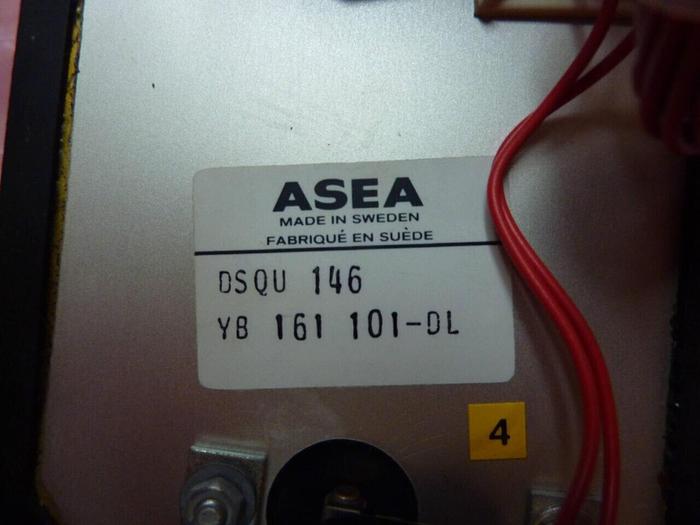 ASEA
MADE IN SWEDEN
FABRIQUÉ EN SUÈDE
DSQU 146
YB 161 101-DL
4